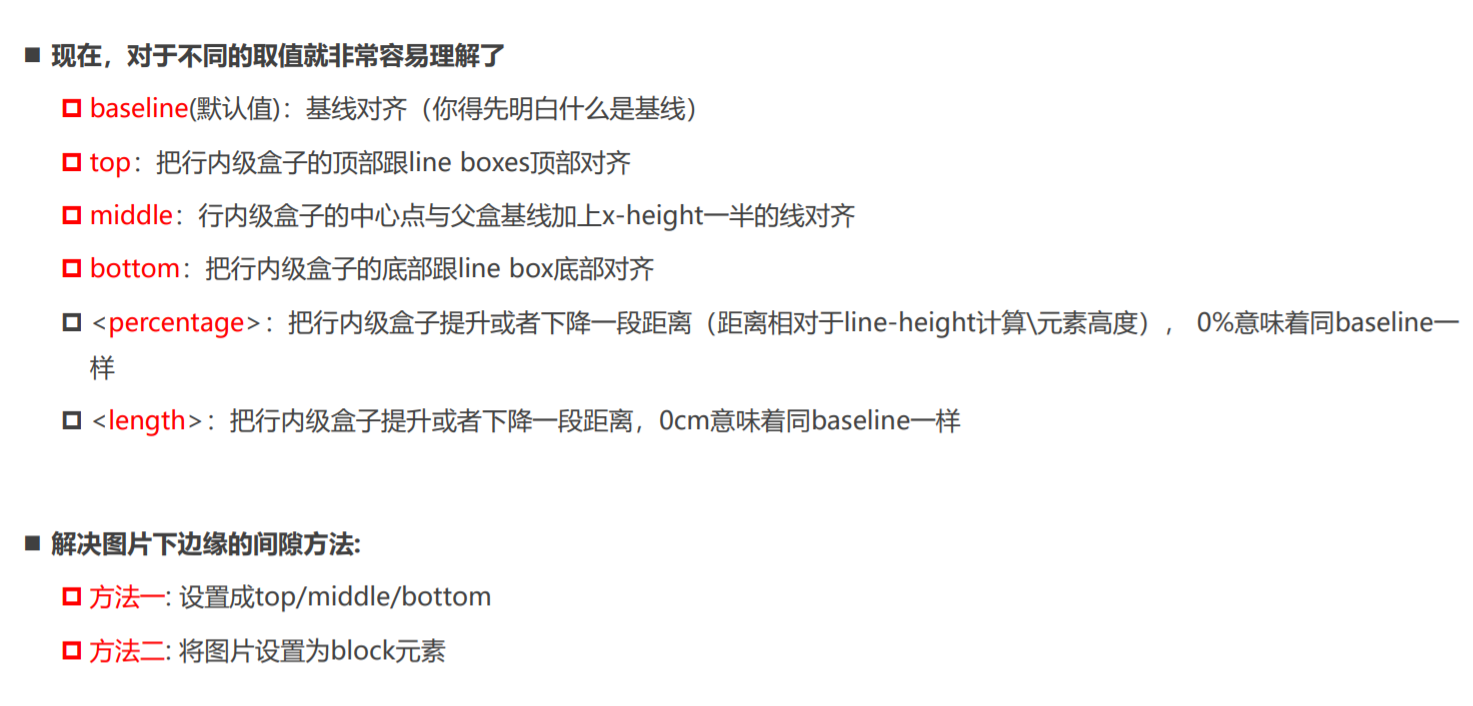 ■ 现在，对于不同的取值就非常容易理解了
baseline(默认值)：基线对齐（你得先明白什么是基线）
top：把行内级盒子的顶部跟line boxes顶部对齐
middle：行内级盒子的中心点与父盒基线加上x-height一半的线对齐
bottom：把行内级盒子的底部跟line box底部对齐
<percentage>：把行内级盒子提升或者下降一段距离（距离相对于line-height计算\元素高度）， 0%意味着同baseline一
样
<length>：把行内级盒子提升或者下降一段距离，0cm意味着同baseline一样
■ 解决图片下边缘的间隙方法:
方法一: 设置成top/middle/bottom
方法二: 将图片设置为block元素